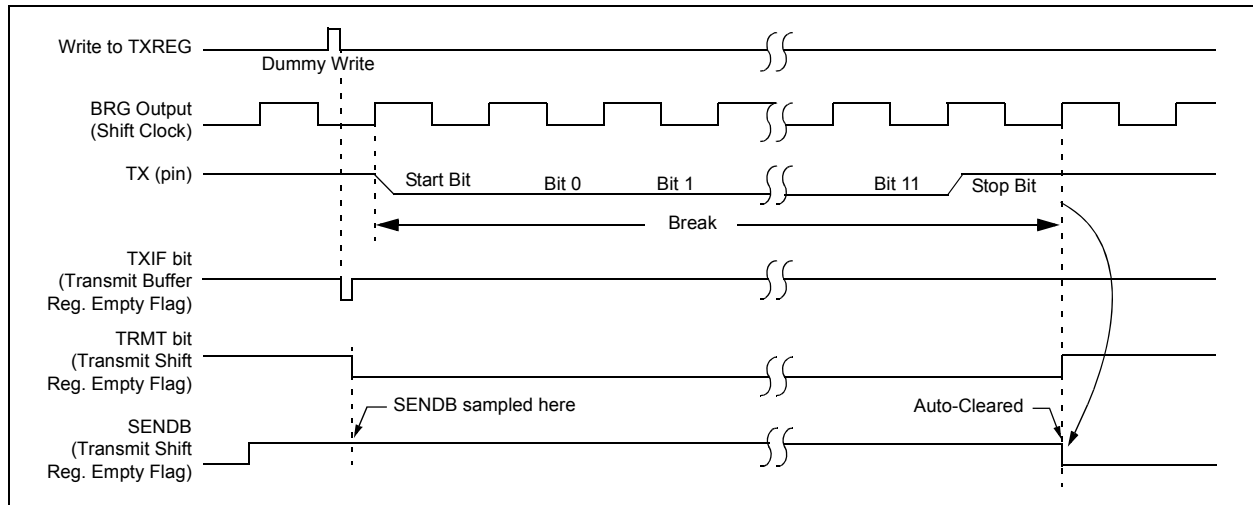 Write to TXREG
Dummy Write
BRG Output
(Shift Clock)
TX (pin)
Start Bit
Bit 0
Bit 1
Bit 11
Stop Bit
Break
TXIF bit
(Transmit Buffer
Reg. Empty Flag)
TRMT bit
(Transmit Shift
Reg. Empty Flag)
SENDB sampled here
Auto-Cleared
SENDB
(Transmit Shift
Reg. Empty Flag)